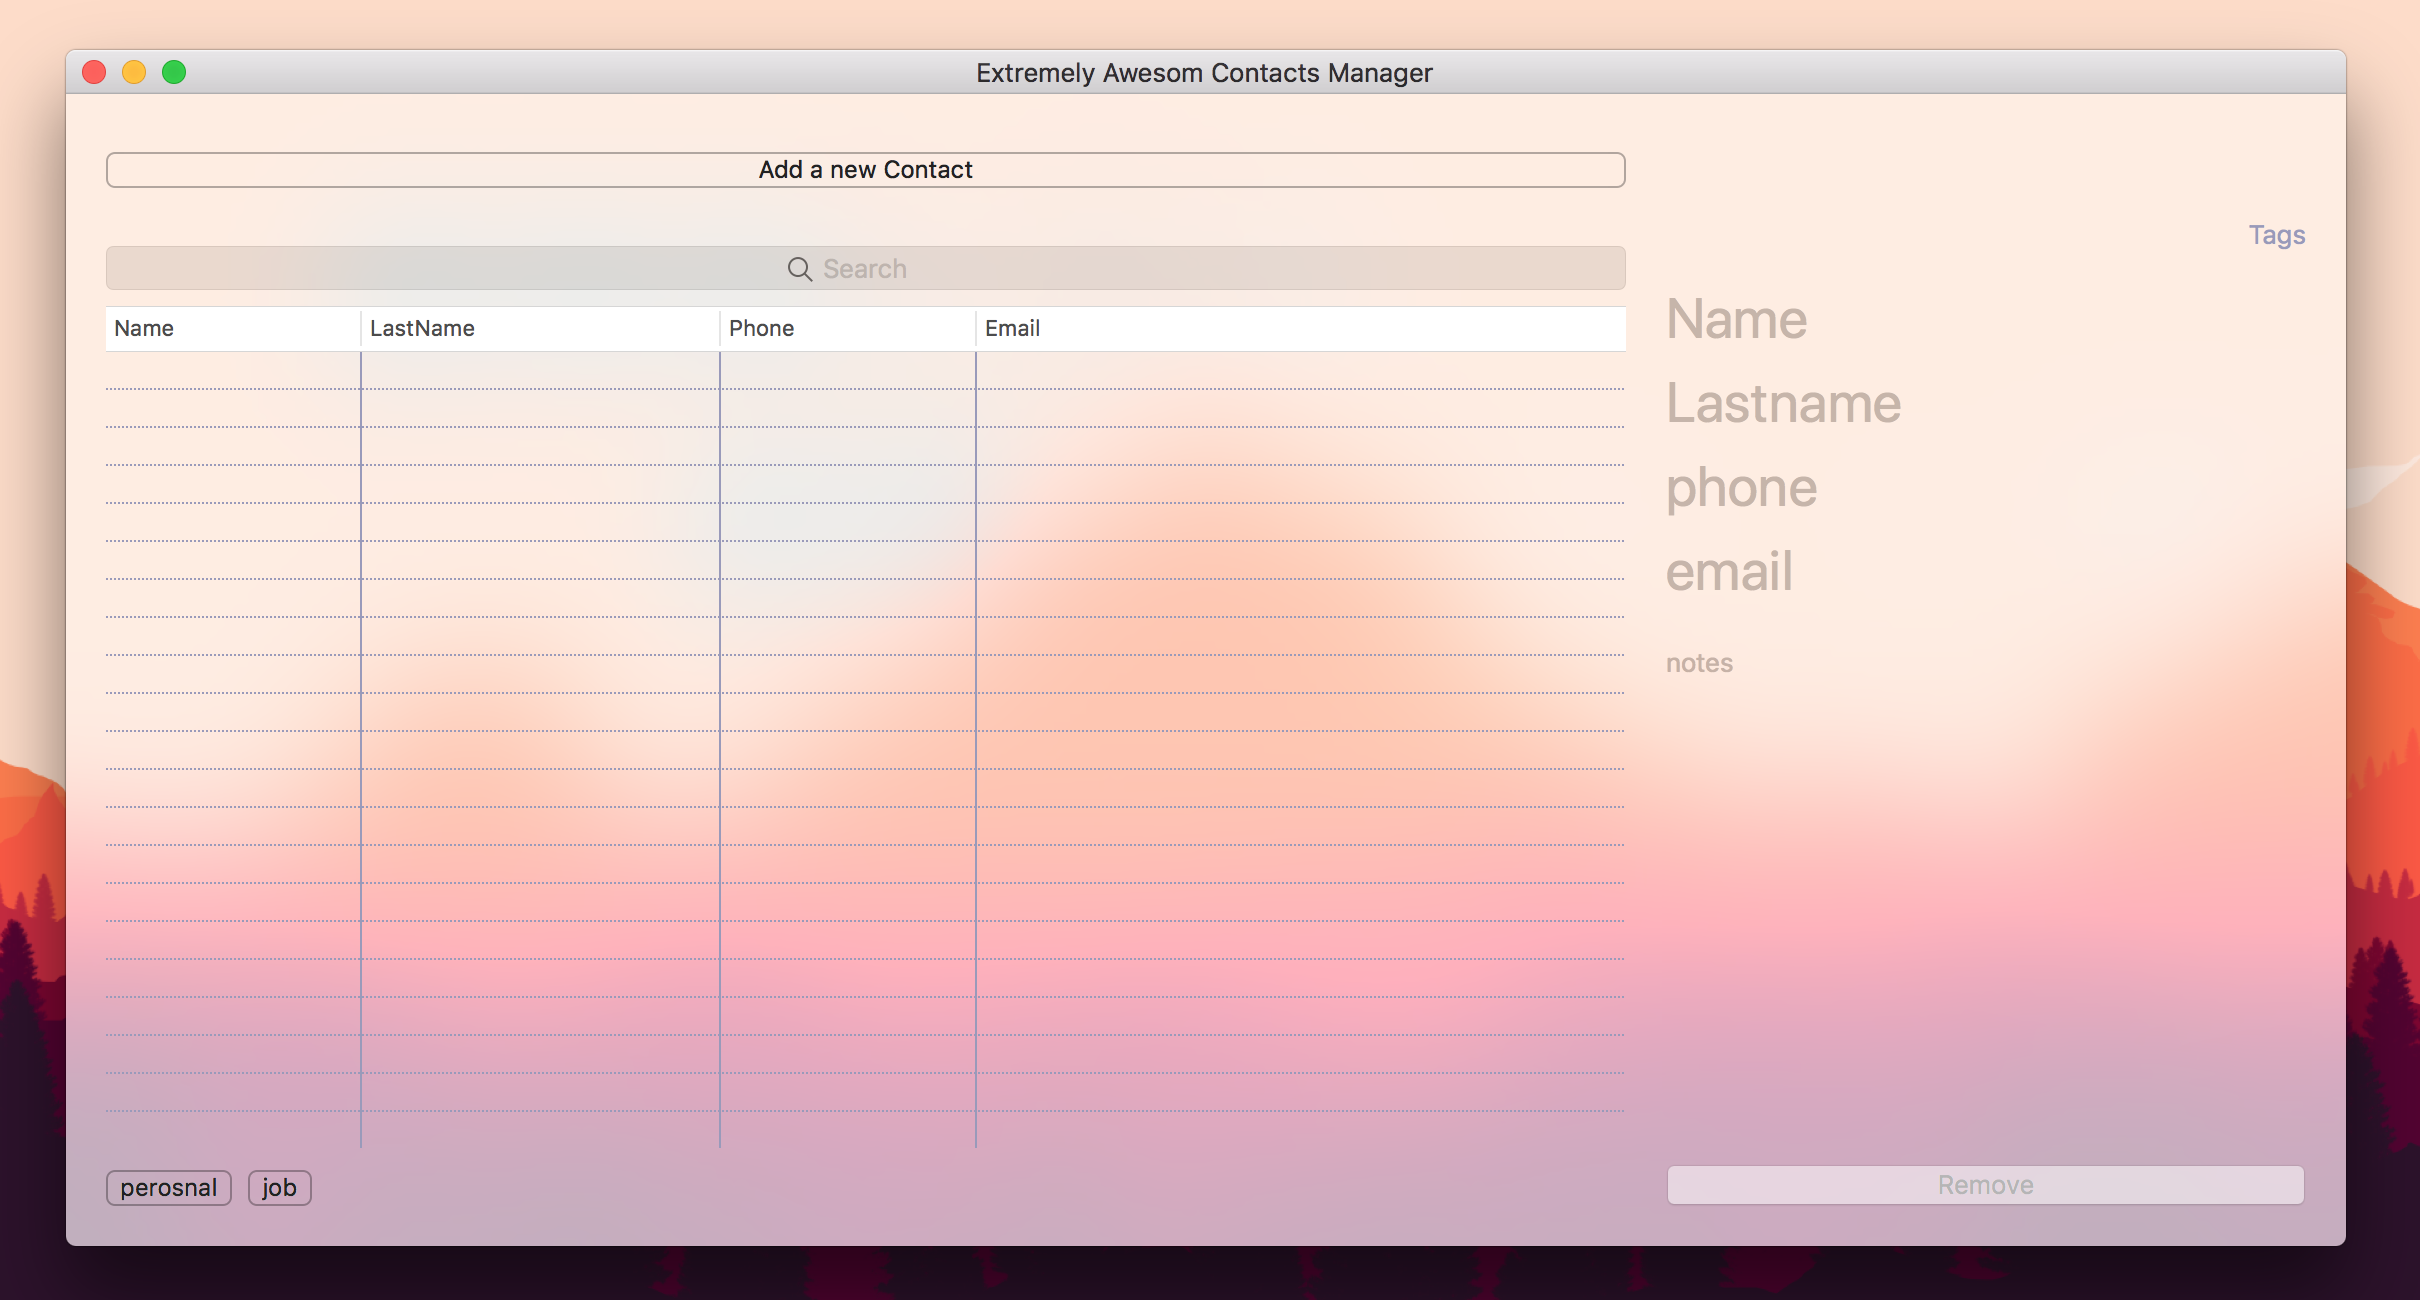 Extremely Awesom Contacts Manager
Add a new Contact
Search
Name LastName Phone Email
perosnal job
Tags
Name
Lastname
phone
email
notes
Remove